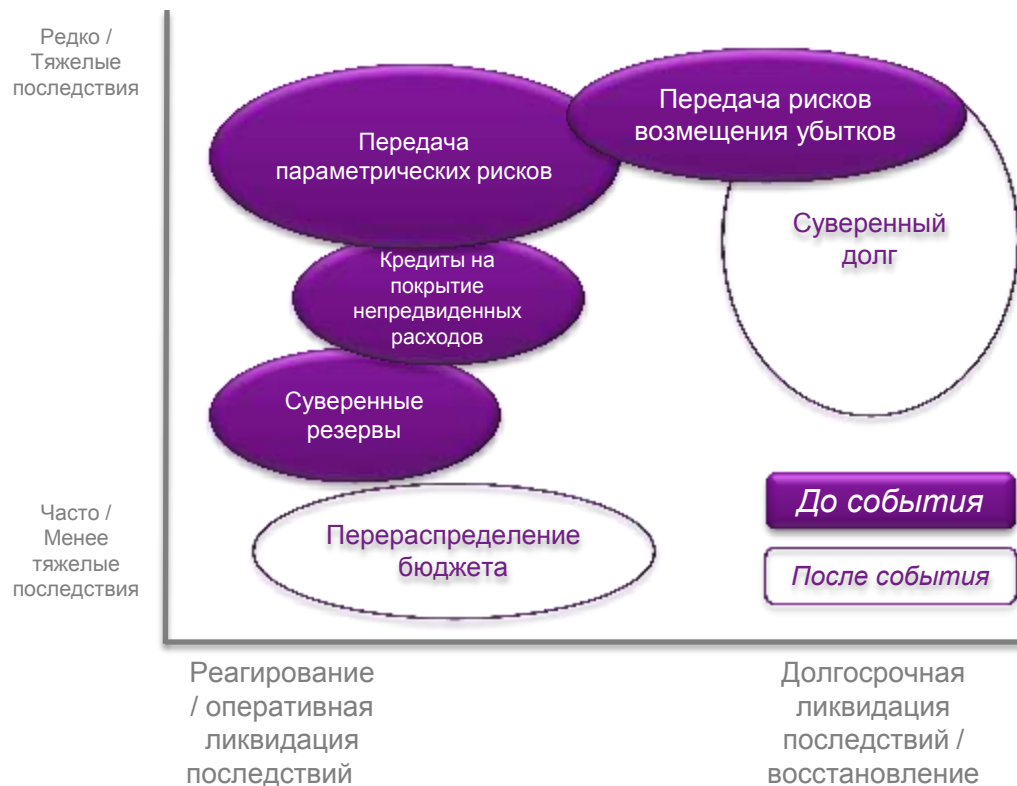 Редко /
Тяжелые
последствия
Передача рисков
возмещения убытков
Передача
параметрических рисков
Суверенный
долг
Кредиты на
покрытие
непредвиденных
расходов
Суверенные
резервы
До события
Часто /
Менее
тяжелые
последствия
Перераспределение
бюджета
После события
Реагирование
/ оперативная
ликвидация
последствий
Долгосрочная
ликвидация
последствий /
восстановление